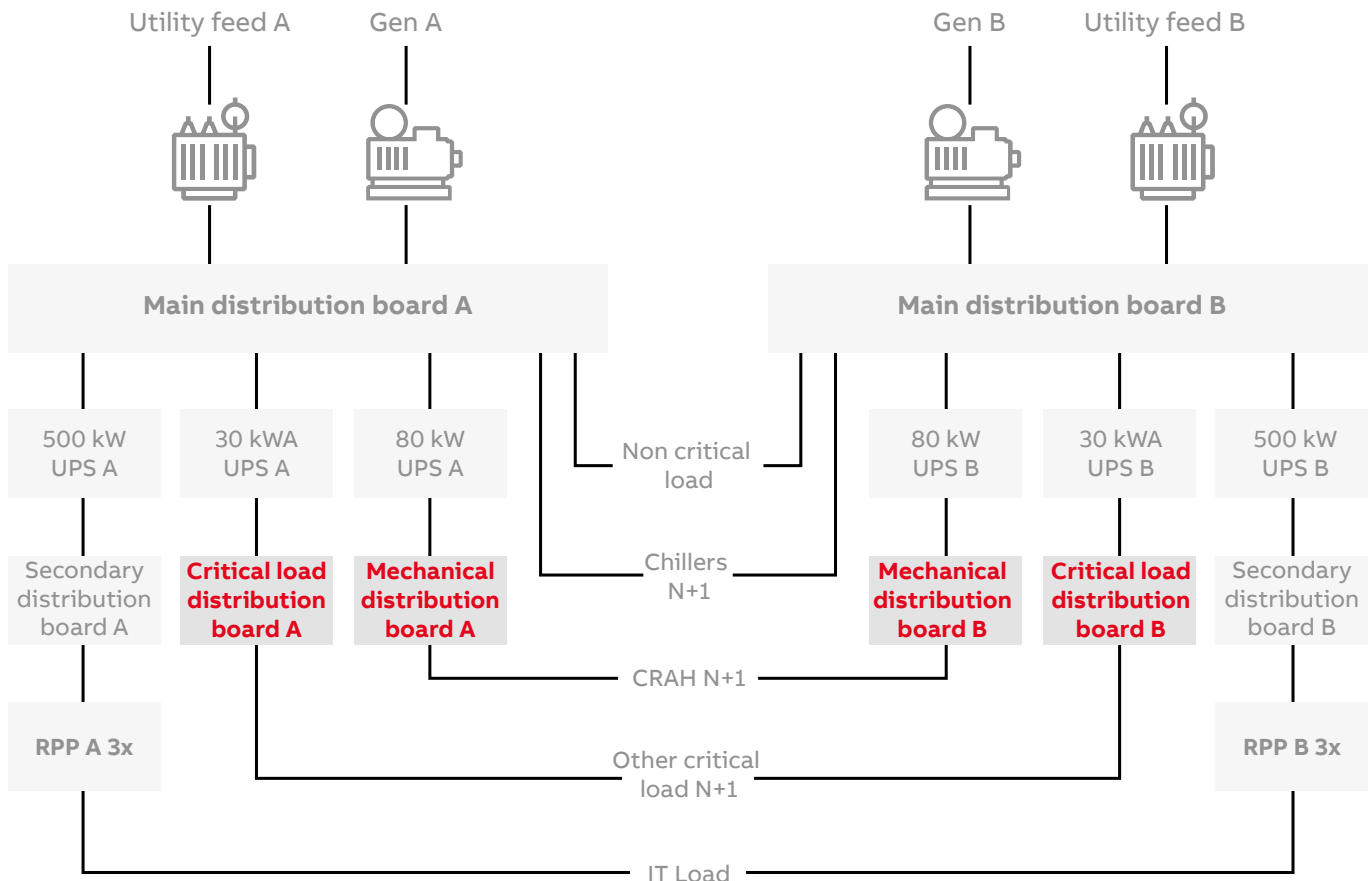 Utility feed A
Gen A
Gen B
Utility feed B
Main distribution board A
Main distribution board B
500 kW
UPS A
30 kWA
UPS A
80 kW
UPS A
Non critical
load
80 kW
UPS B
30 kWA
UPS B
500 kW
UPS B
Secondary
distribution
board A
Critical load
distribution
board A
Mechanical
distribution
board A
Chillers
N+1
Mechanical
distribution
board B
Critical load
distribution
board B
Secondary
distribution
board B
CRAH N+1
RPP A 3x
Other critical
load N+1
RPP B 3x
IT Load